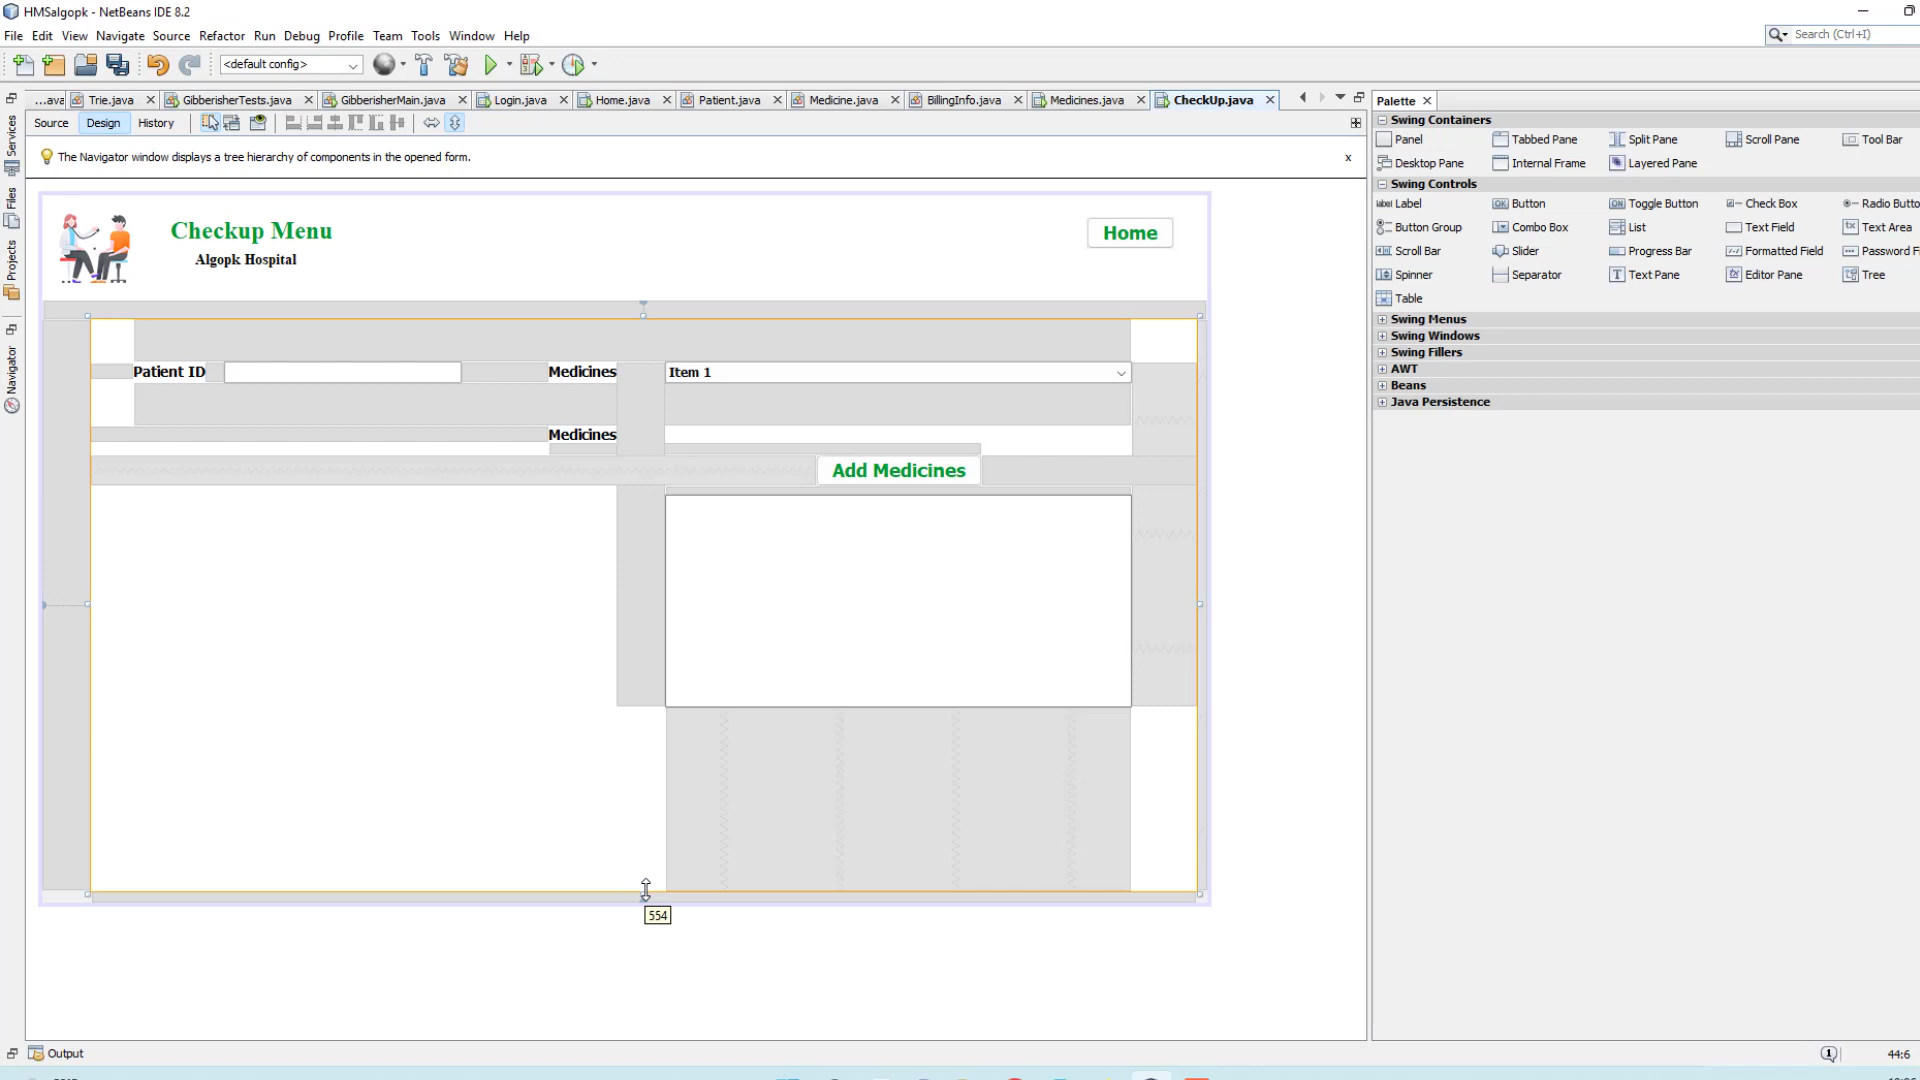 HMSalgopk - NetBeans IDE 8.2
File Edit View Navigate Source Refactor Run Debug Profile Team Tools Window Help
Search (Ctrl+I)
<default config>
...ava Trie.java GibberisherTests.java GibberisherMain.java Login.java Home.java Patient.java Medicine.java BillingInfo.java Medicines.java CheckUp.java
Source Design History
The Navigator window displays a tree hierarchy of components in the opened form. x
Services
Files
Projects
Navigator
Checkup Menu
Algopk Hospital
Home
Patient ID
Medicines
Item 1
Medicines
Add Medicines
554
Palette
Swing Containers
Panel Tabbed Pane Split Pane Scroll Pane Tool Bar
Desktop Pane Internal Frame Layered Pane
Swing Controls
Label Button Toggle Button Check Box Radio Butto
Button Group Combo Box List Text Field Text Area
Scroll Bar Slider Progress Bar Formatted Field Password F
Spinner Separator Text Pane Editor Pane Tree
Table
Swing Menus
Swing Windows
Swing Fillers
AWT
Beans
Java Persistence
Output
1
44:6